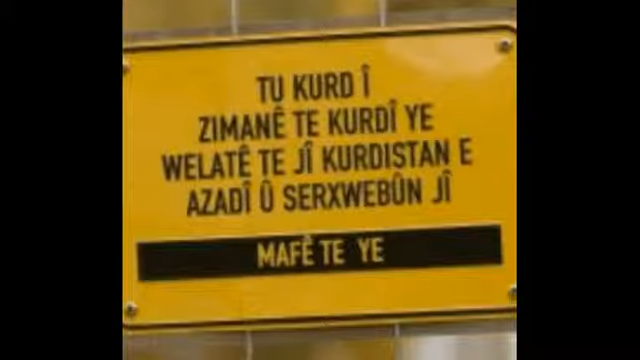 TU KURD Î
ZIMANÊ TE KURDÎ YE
WELATÊ TE JÎ KURDISTAN E
AZADÎ Û SERXWEBÛN JÎ
MAFÊ TE YE